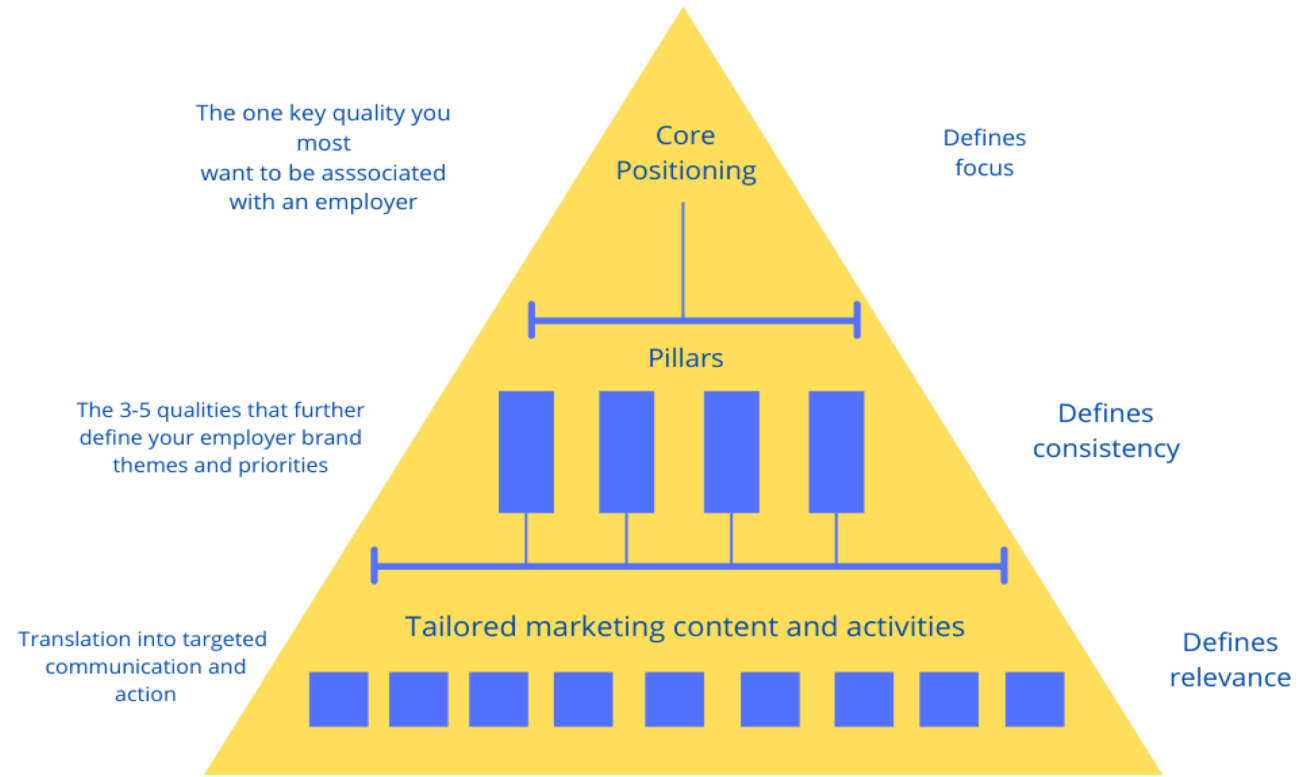 The one key quality you
most
want to be asssociated
with an employer
Core
Positioning
Defines
focus
Pillars
The 3-5 qualities that further
define your employer brand
themes and priorities
Defines
consistency
Tailored marketing content and activities
Translation into targeted
communication and
action
Defines
relevance